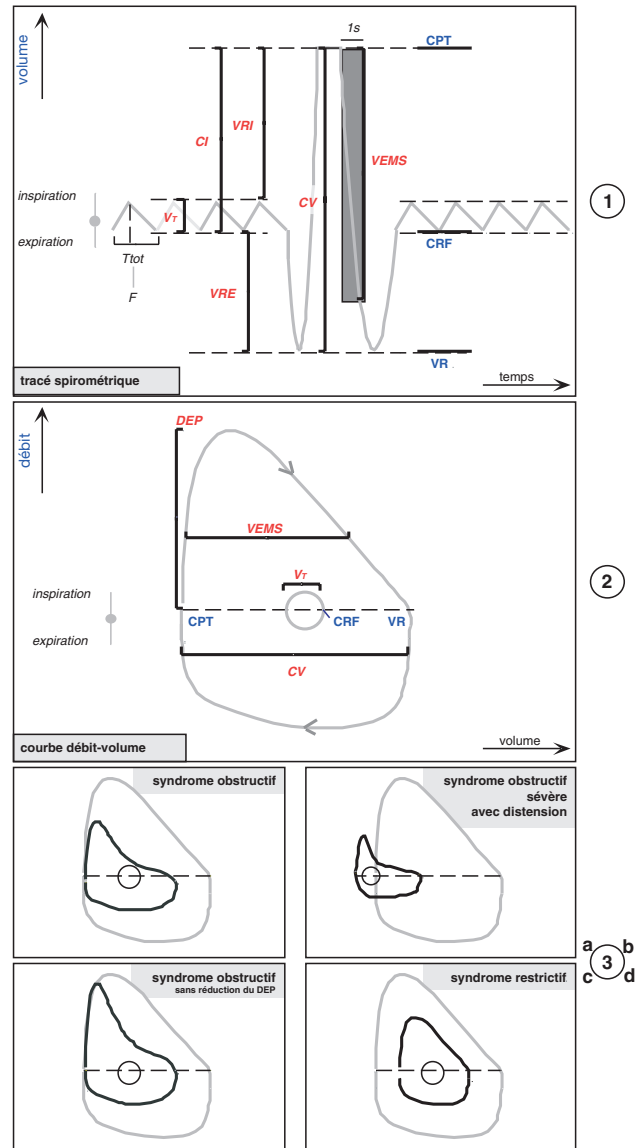 1s
volume
CPT
VRI
CI
VEMS
inspiration
VT
CV
expiration
CRF
Ttot
VRE
F
VR
tracé spirométrique
temps
1
DEP
débit
VEMS
VT
inspiration
CPT
CRF
VR
expiration
CV
courbe débit-volume
volume
2
syndrome obstructif
syndrome obstructif
sévère
avec distension
a
b
3
c
d
syndrome obstructif
sans réduction du DEP
syndrome restrictif